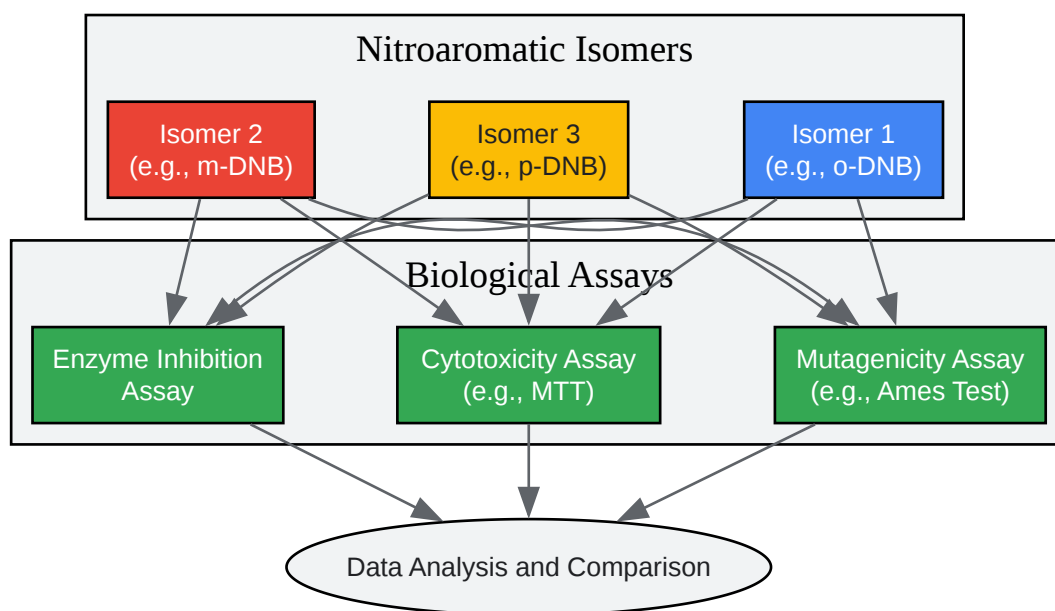 Nitroaromatic Isomers
Isomer 2
(e.g., m-DNB)
Isomer 3
(e.g., p-DNB)
Isomer 1
(e.g., o-DNB)
Biological Assays
Enzyme Inhibition
Assay
Cytotoxicity Assay
(e.g., MTT)
Mutagenicity Assay
(e.g., Ames Test)
Data Analysis and Comparison